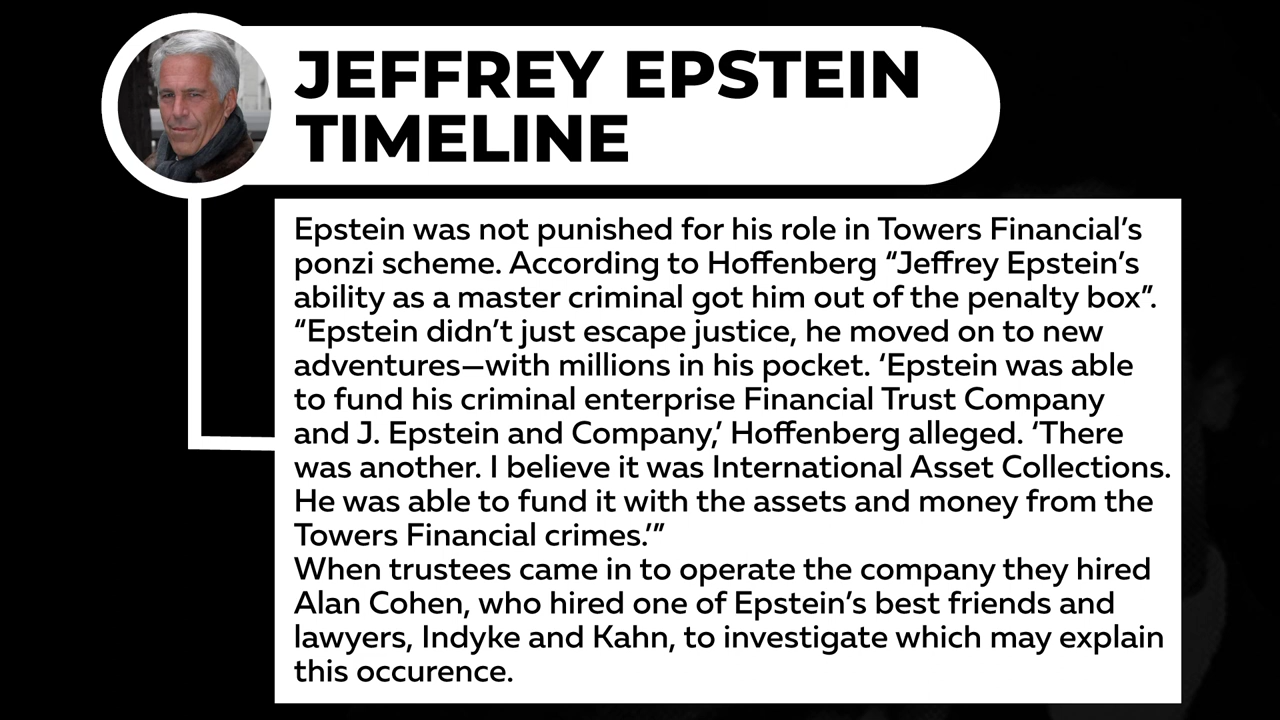 JEFFREY EPSTEIN
TIMELINE
Epstein was not punished for his role in Towers Financial’s
ponzi scheme. According to Hoffenberg “Jeffrey Epstein’s
ability as a master criminal got him out of the penalty box”.
“Epstein didn’t just escape justice, he moved on to new
adventures—with millions in his pocket. ‘Epstein was able
to fund his criminal enterprise Financial Trust Company
and J. Epstein and Company,’ Hoffenberg alleged. ‘There
was another. I believe it was International Asset Collections.
He was able to fund it with the assets and money from the
Towers Financial crimes.’”
When trustees came in to operate the company they hired
Alan Cohen, who hired one of Epstein’s best friends and
lawyers, Indyke and Kahn, to investigate which may explain
this occurence.